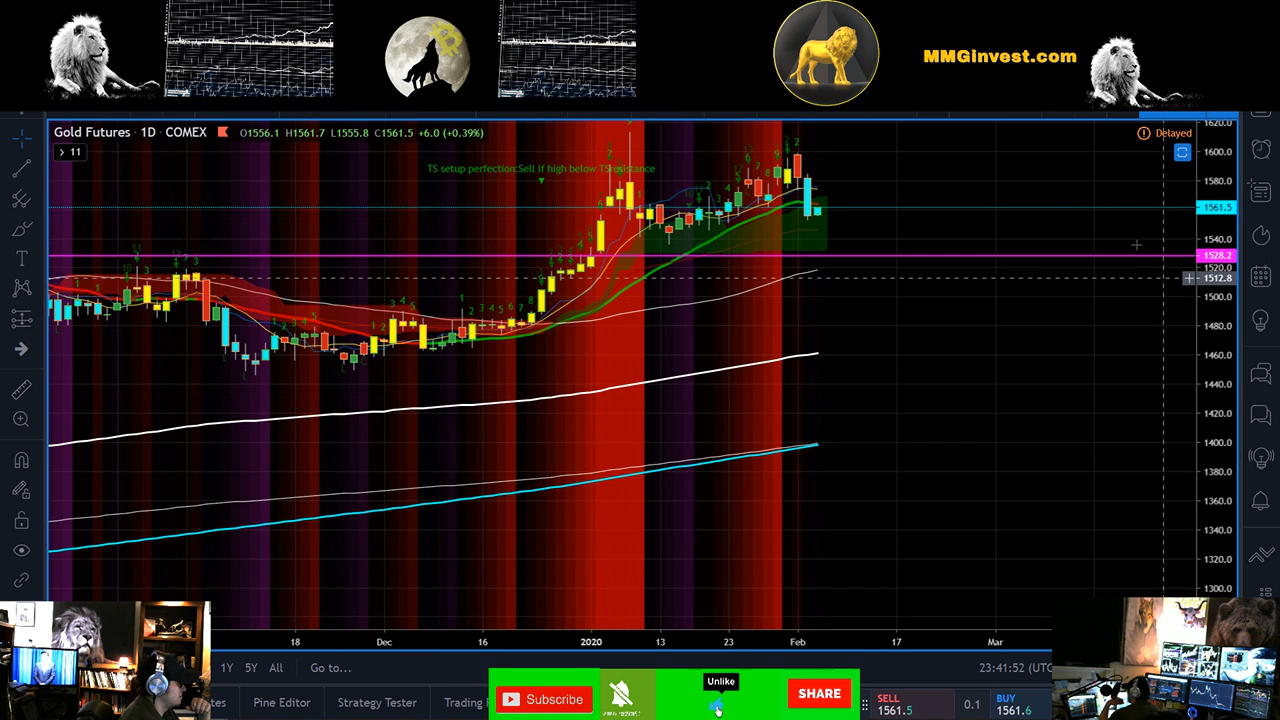 MMGinvest.com
Gold Futures · 1D · COMEX O1556.1 H1561.7 L1555.8 C1561.5 +6.0 (+0.39%)
Delayed
11
TS setup perfection:Sell if high below TSresistance
1620.0
1600.0
1580.0
1561.5
1540.0
1528.2
1520.0
1512.8
1500.0
1480.0
1460.0
1440.0
1420.0
1400.0
1380.0
1360.0
1340.0
1320.0
1300.0
18 Dec 16 2020 13 23 Feb 17 Mar
1Y 5Y All Go to... 23:41:52 (UTC
Unlike
Pine Editor Strategy Tester Trading
Subscribe
SHARE
SELL
1561.5
0.1
BUY
1561.6